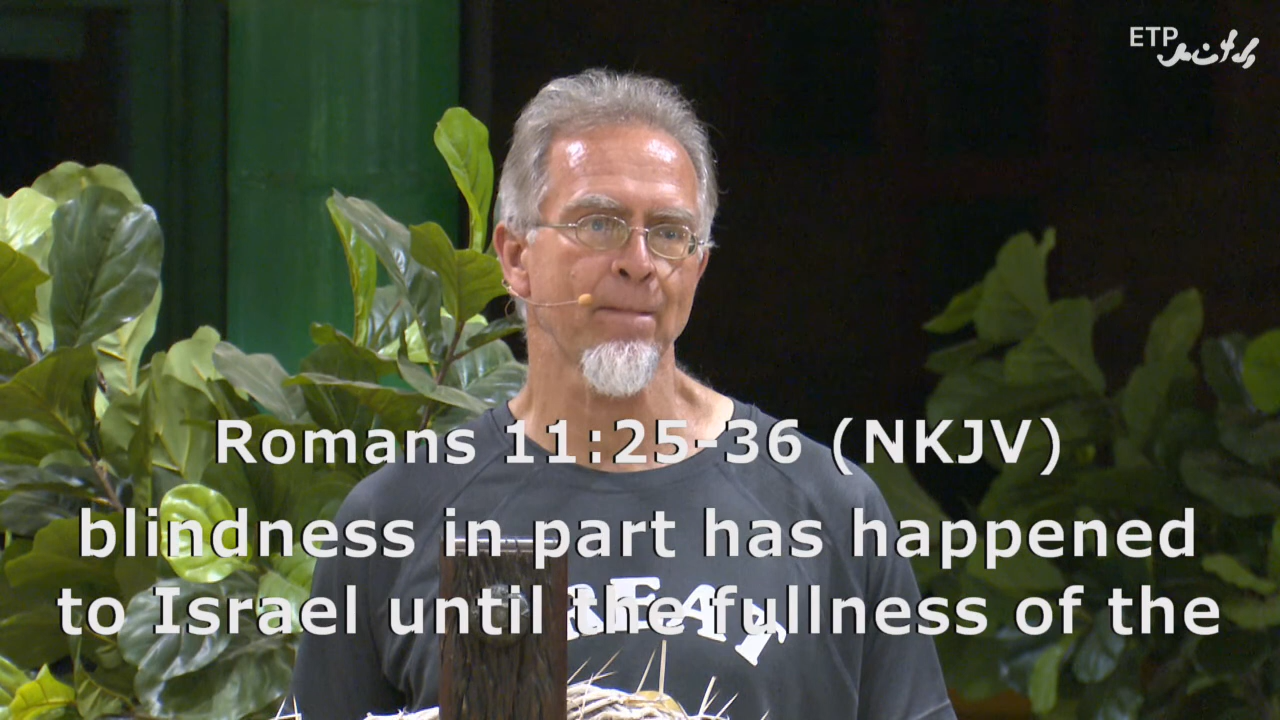 ETP
Romans 11:25-36 (NKJV)
blindness in part has happened
to Israel until the fullness of the